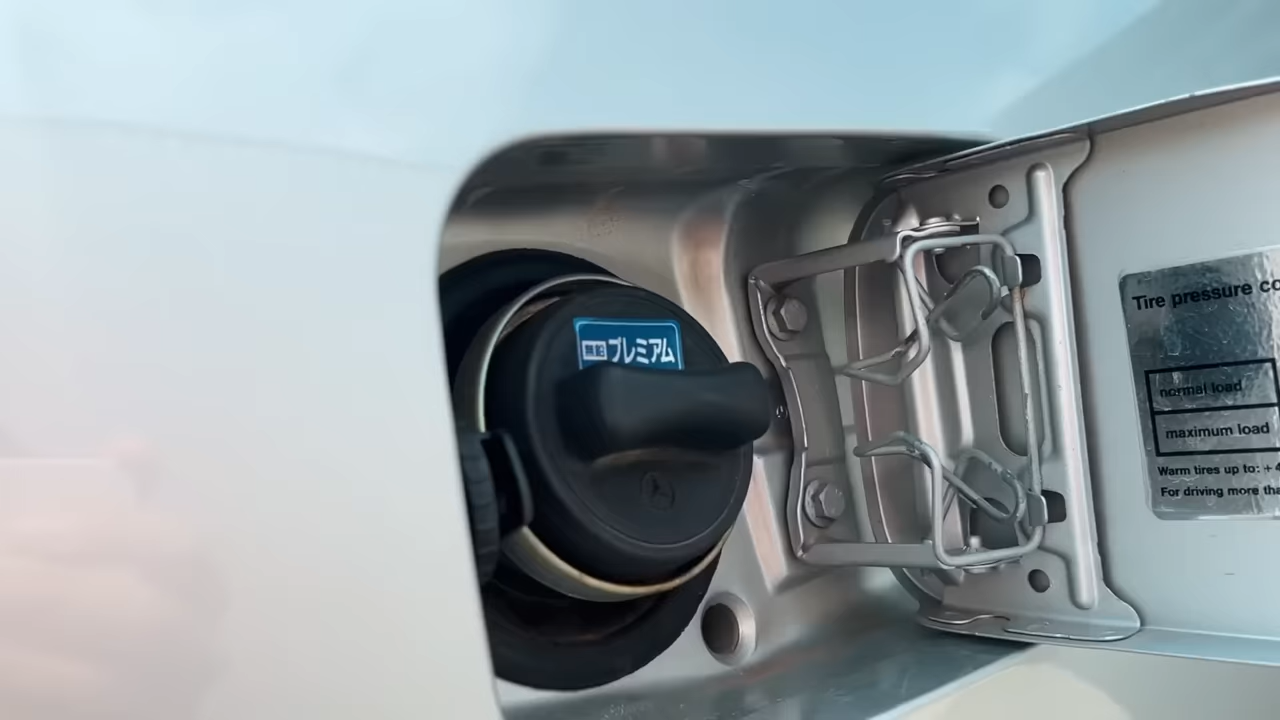 無鉛 プレミアム
Tire pressure co
normal load
maximum load
Warm tires up to: + 4
For driving more tha